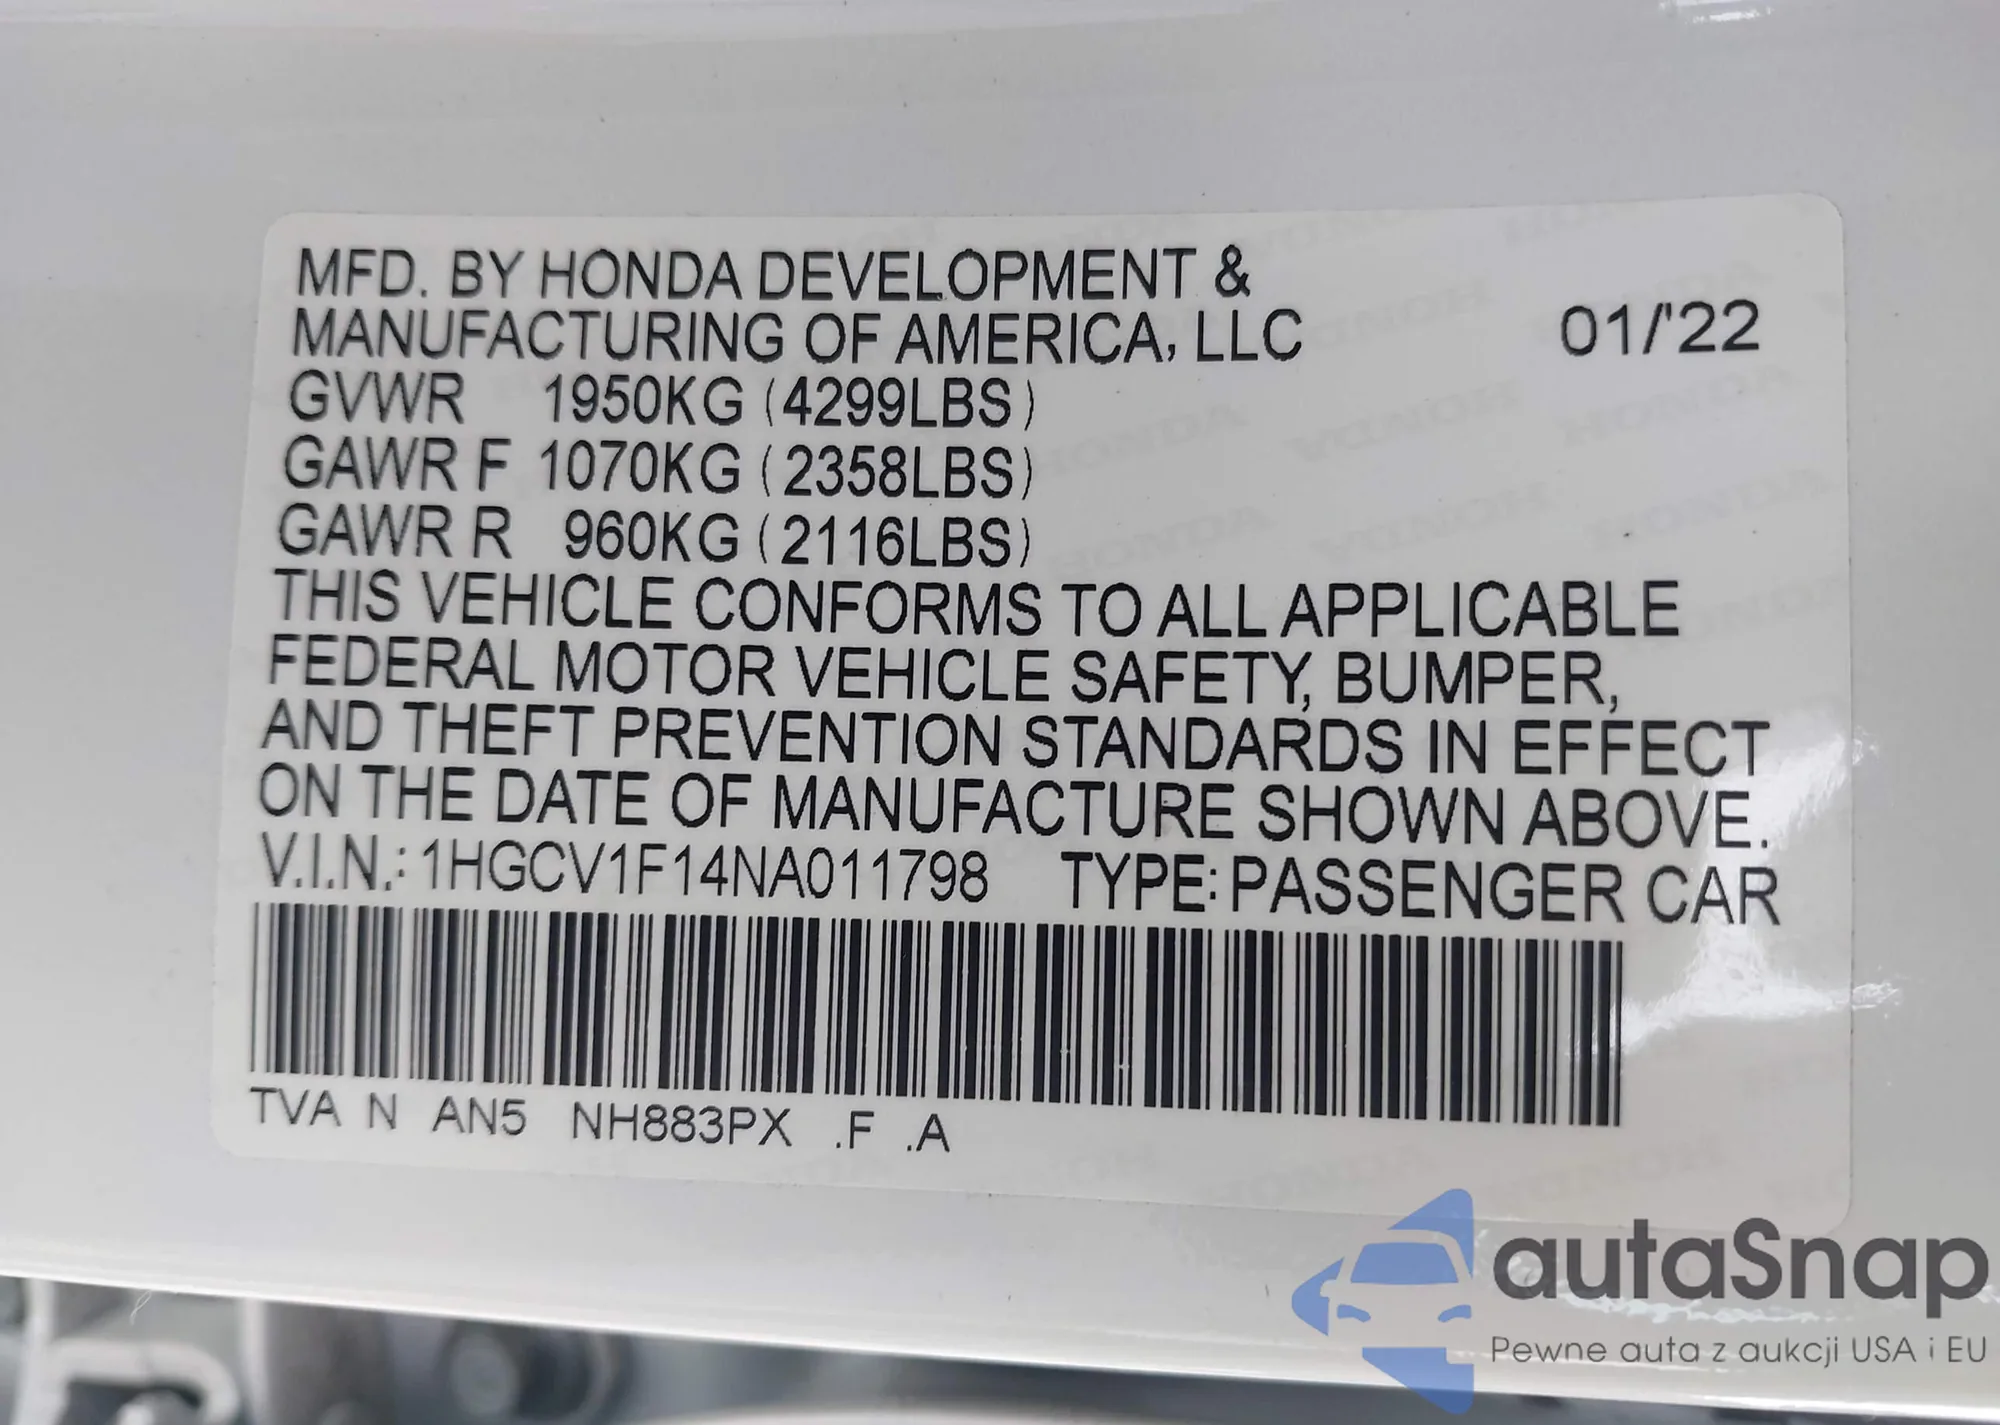 MFD. BY HONDA DEVELOPMENT &
MANUFACTURING OF AMERICA, LLC 01/'22
GVWR 1950KG (4299LBS)
GAWR F 1070KG (2358LBS)
GAWR R 960KG (2116LBS)
THIS VEHICLE CONFORMS TO ALL APPLICABLE
FEDERAL MOTOR VEHICLE SAFETY, BUMPER,
AND THEFT PREVENTION STANDARDS IN EFFECT
ON THE DATE OF MANUFACTURE SHOWN ABOVE.
V.I.N.: 1HGCV1F14NA011798 TYPE: PASSENGER CAR
TVA N AN5 NH883PX .F .A
autaSnap
Pewne auta z aukcji USA i EU